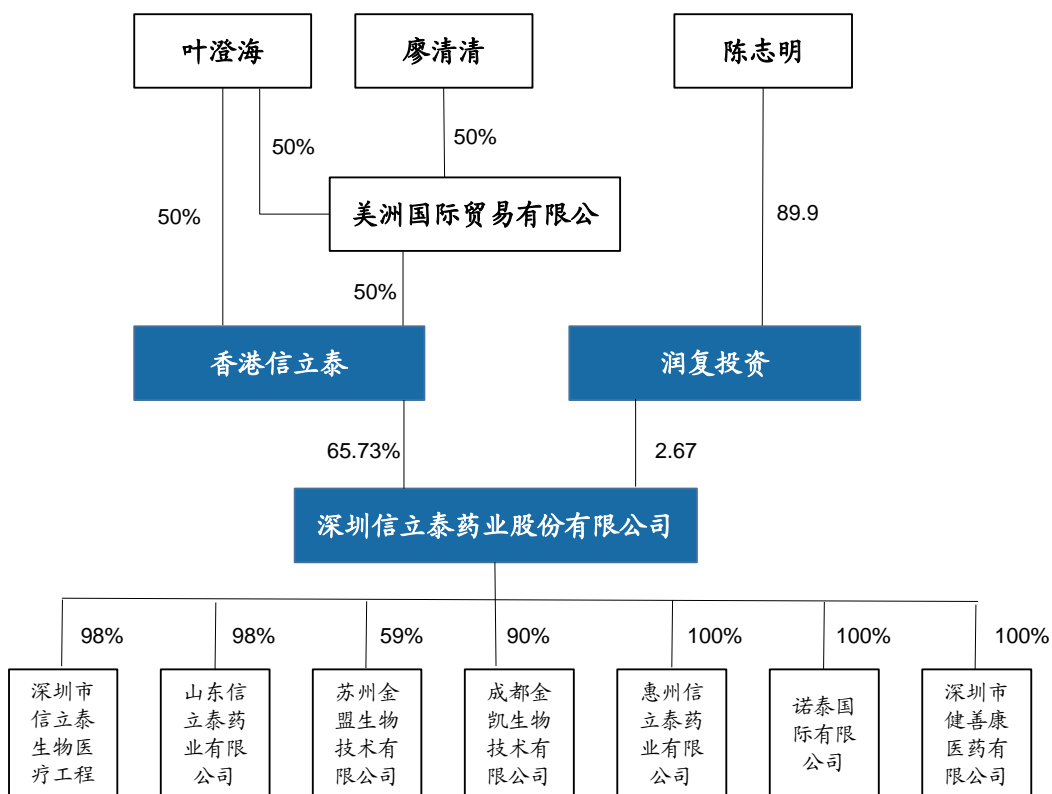 叶澄海
廖清清
陈志明
50%
50%
50%
89.9
美洲国际贸易有限公
50%
香港信立泰
润复投资
65.73%
2.67
深圳信立泰药业股份有限公司
98%
98%
59%
90%
100%
100%
100%
深圳市
信立泰
生物医
疗工程
山东信
立泰药
业有限
公司
苏州金
盟生物
技术有
限公司
成都金
凯生物
技术有
限公司
惠州信
立泰药
业有限
公司
诺泰国
际有限
公司
深圳市
健善康
医药有
限公司